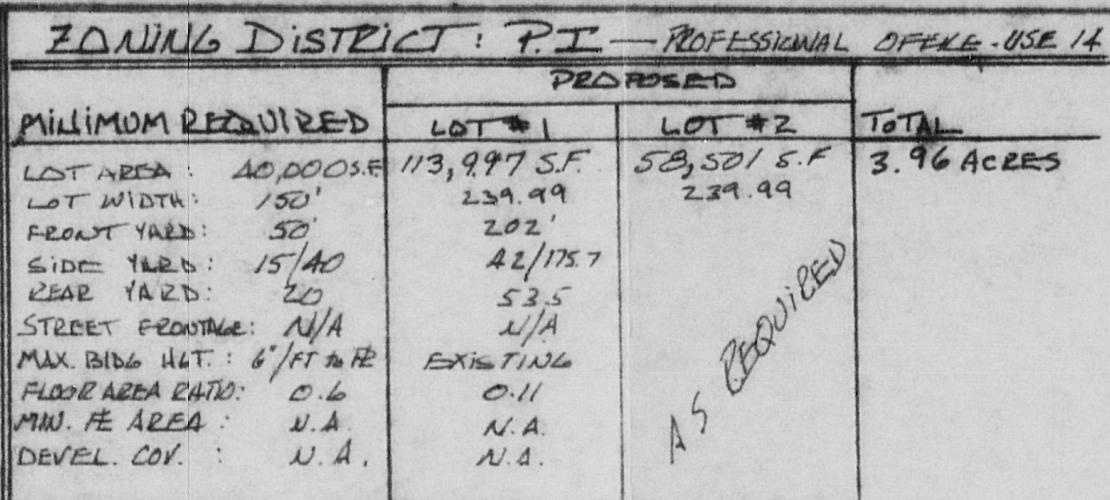 ZONING DISTRICT: P.I — PROFESSIONAL OFFICE - USE 14
PROPOSED
MINIMUM REQUIRED LOT #1 LOT #2 TOTAL
LOT AREA: 40,000 S.F. 113,997 S.F. 58,501 S.F 3.96 ACRES
LOT WIDTH: 150' 239.99 239.99
FRONT YARD: 50' 202'
SIDE YARD: 15/40 42/175.7
REAR YARD: 20 53.5
STREET FRONTAGE: N/A N/A
MAX. BLDG HGT.: 6"/FT to EXISTING
FLOOR AREA RATIO: 0.6 0.11
MIN. AREA: N.A. N.A.
DEVEL. COV. : N.A. N.A.
AS REQUIRED